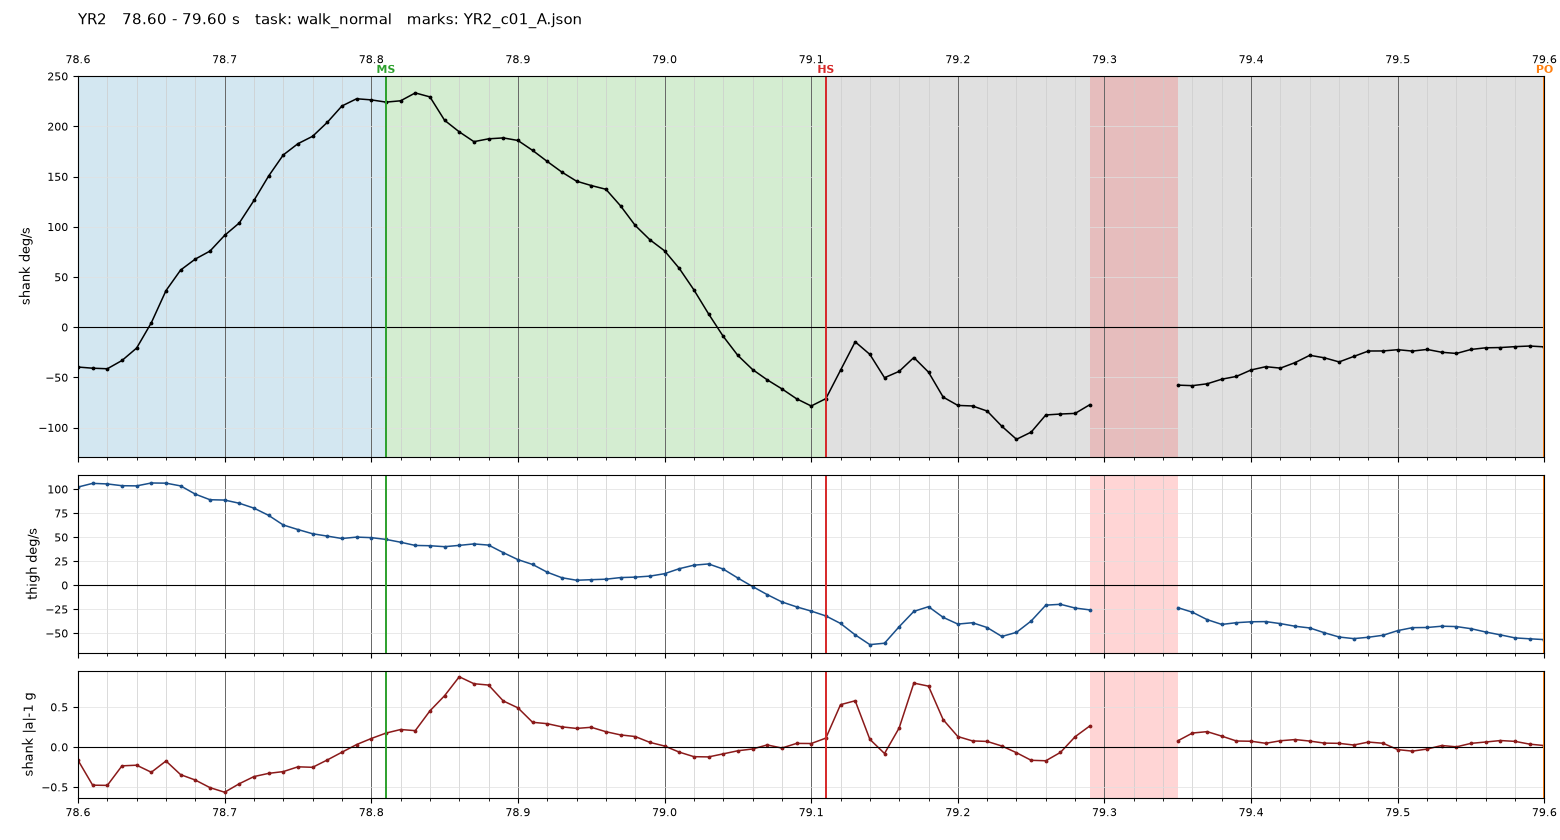 YR2   78.60 - 79.60 s   task: walk_normal   marks: YR2_c01_A.json
78.6 78.7 78.8 78.9 79.0 79.1 79.2 79.3 79.4 79.5 79.6
MS HS PO
250
200
150
100
50
0
−50
−100
shank deg/s
100
75
50
25
0
−25
−50
thigh deg/s
0.5
0.0
−0.5
shank |a|-1 g
78.6 78.7 78.8 78.9 79.0 79.1 79.2 79.3 79.4 79.5 79.6